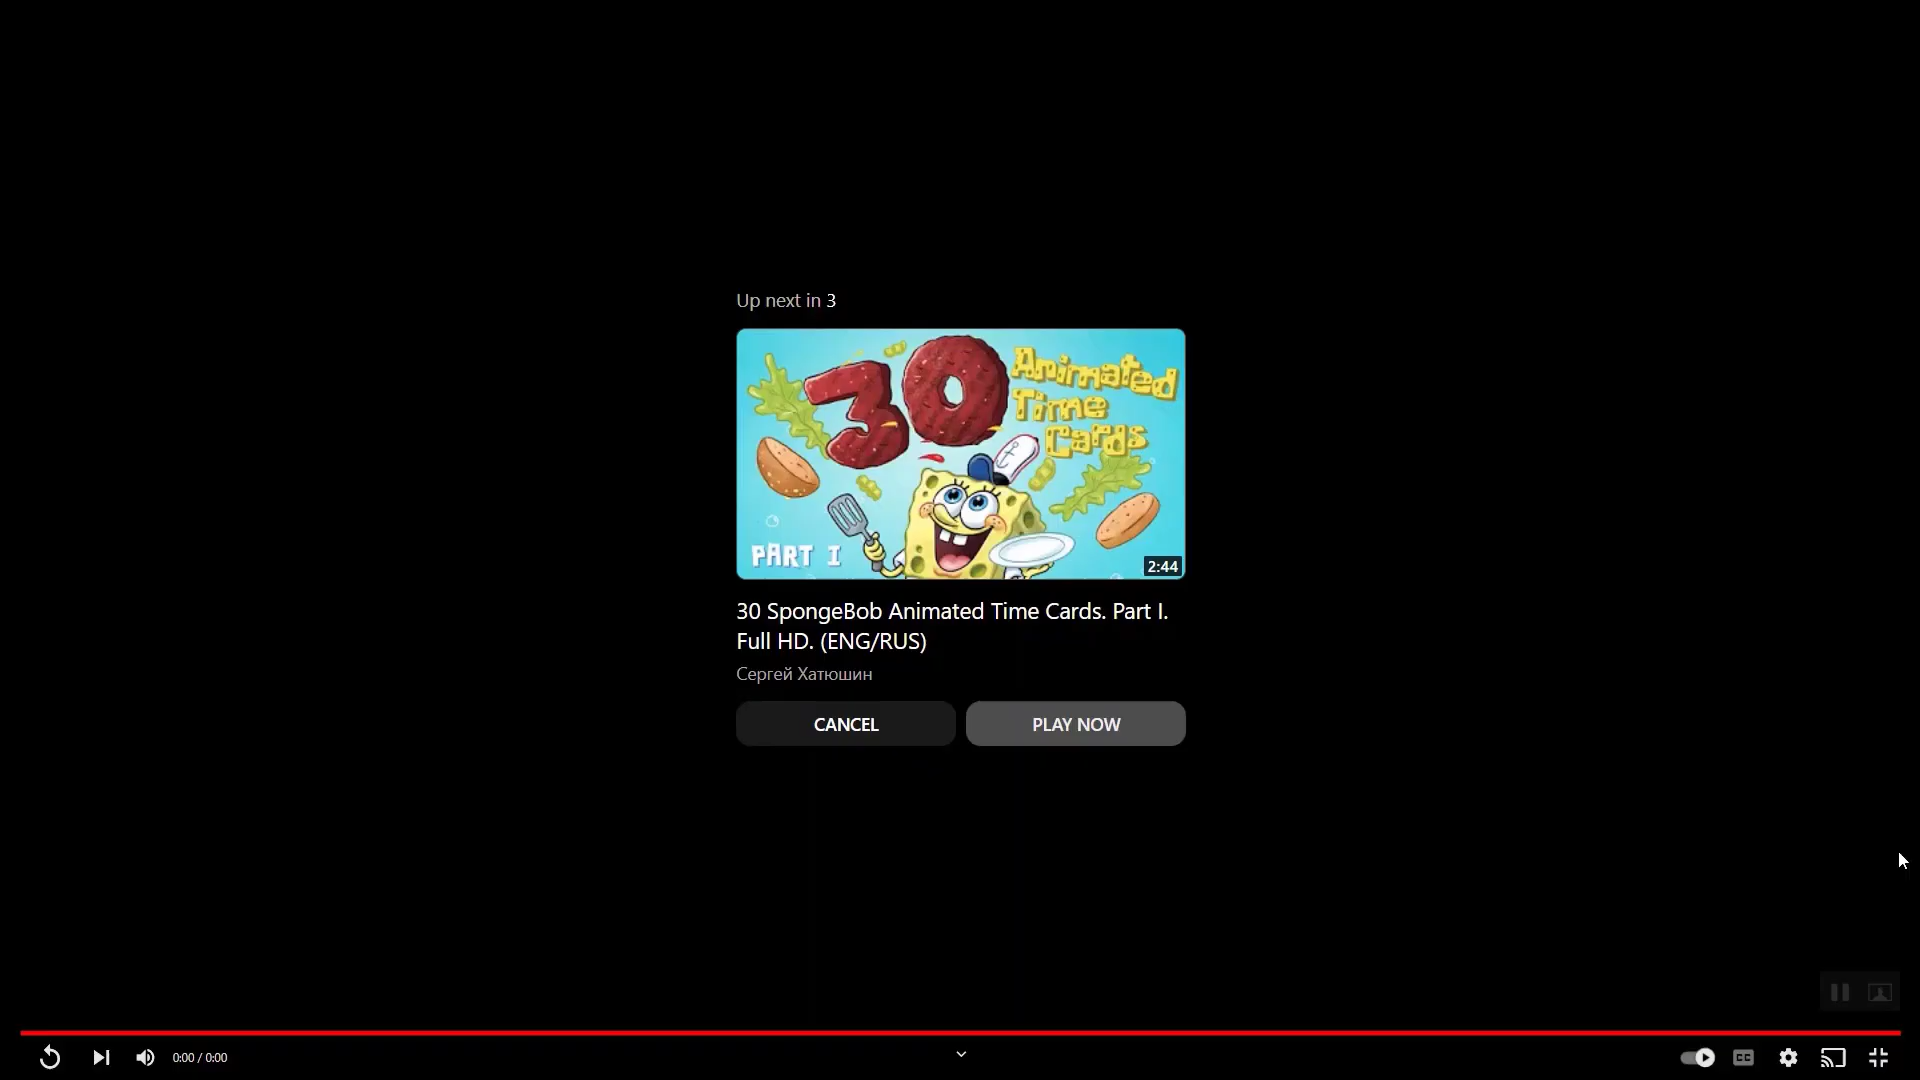 Up next in 3
30 Animated
Time
Cards
PART I
2:44
30 SpongeBob Animated Time Cards. Part I.
Full HD. (ENG/RUS)
Сергей Хатюшин
CANCEL
PLAY NOW
0:00 / 0:00
CC